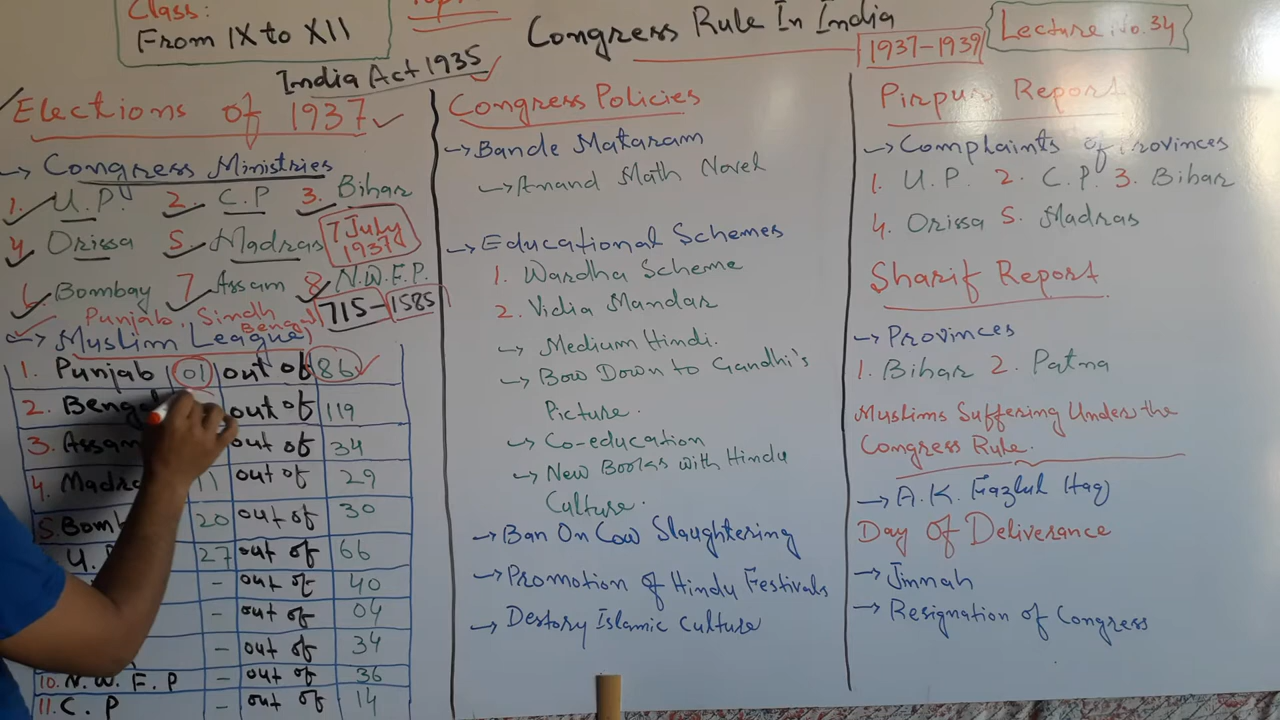 Class:
From IX to XII
Congress Rule In India
1937-1939
Lecture No.34
India Act 1935
Elections of 1937
→ Congress Ministries
1. U.P. 2. C.P 3. Bihar
4. Orissa 5. Madras
7 July
1937
6. Bombay 7 Assam 8 N.W.F.P.
Punjab, Sindh
Bengal
715-1585
→ Muslim League
1. Punjab 01 out of 86
2. out of 119
3. Assam out of 34
4. 11 out of 29
5. 20 out of 30
27 out of 66
- out of 40
- out of 04
- out of 34
10. N.W.F.P - out of 36
11. C.P - out of 14
Congress Policies
→ Bande Mataram
→ Anand Math Novel
→ Educational Schemes
1. Wardha Scheme
2. Vidia Mandar
→ Medium Hindi.
→ Bow Down to Gandhi's
Picture.
→ Co-education
→ New Books with Hindu
Culture.
→ Ban On Cow Slaughtering
→ Promotion of Hindu Festivals
→ Destory Islamic Culture
Pirpur Report
→ Complaints of Provinces
1. U.P. 2. C.P. 3. Bihar
4. Orissa 5. Madras
Sharif Report
→ Provinces
1. Bihar 2. Patna
Muslims Suffering Under the
Congress Rule.
→ A.K. Fazlul Haq
Day Of Deliverance
→ Jinnah
→ Resignation of Congress